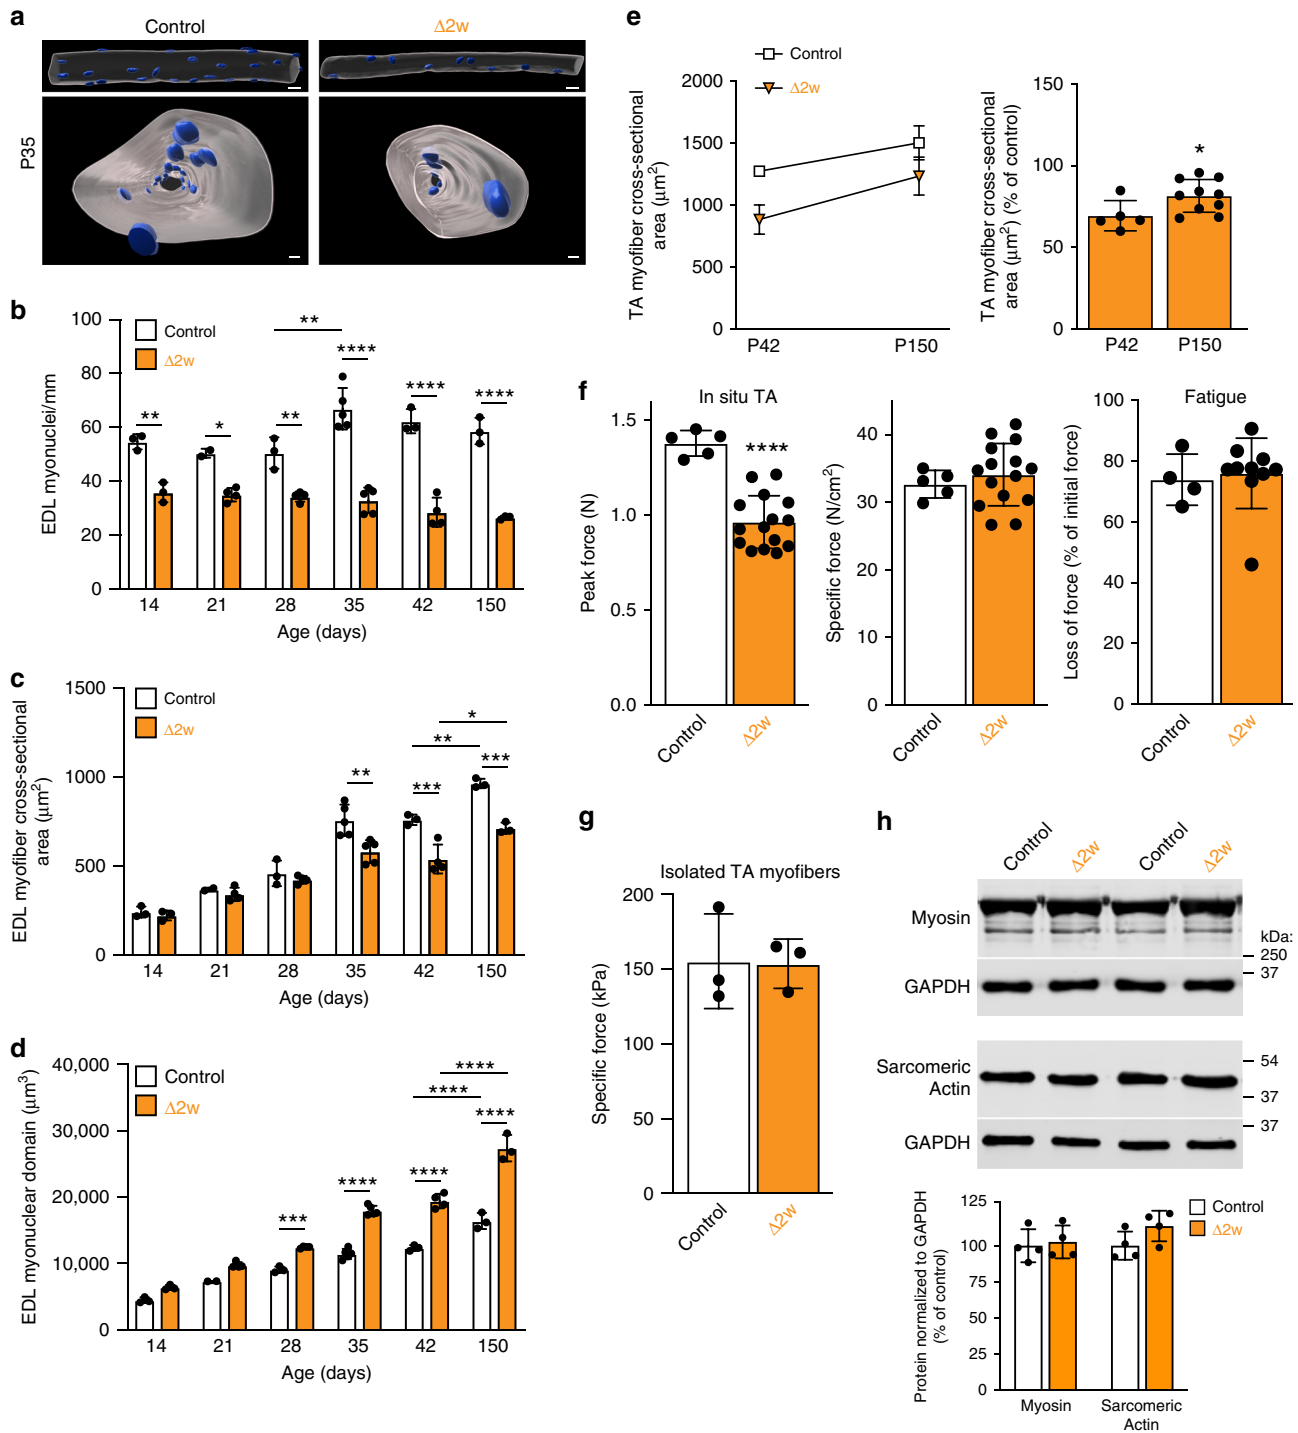 a
Control
Δ2w
P35
b
EDL myonuclei/mm
100
80
60
40
20
0
Control
Δ2w
**
*
**
**
****
****
****
14 21 28 35 42 150
Age (days)
c
EDL myofiber cross-sectional
area (μm²)
1500
1000
500
0
Control
Δ2w
**
***
**
*
***
14 21 28 35 42 150
Age (days)
d
EDL myonuclear domain (μm³)
40,000
30,000
20,000
10,000
0
Control
Δ2w
***
****
****
****
****
****
14 21 28 35 42 150
Age (days)
e
Control
Δ2w
TA myofiber cross-sectional
area (μm²)
2000
1500
1000
500
0
P42 P150
TA myofiber cross-sectional
area (μm²) (% of control)
150
100
50
0
*
P42 P150
f
In situ TA
Peak force (N)
1.5
1.0
0.5
0.0
****
Control Δ2w
Specific force (N/cm²)
40
30
20
10
0
Control Δ2w
Fatigue
Loss of force (% of initial force)
100
80
60
40
20
0
Control Δ2w
g
Isolated TA myofibers
Specific force (kPa)
200
150
100
50
0
Control Δ2w
h
Control Δ2w Control Δ2w
Myosin
kDa:
250
GAPDH
37
Sarcomeric
Actin
54
37
GAPDH
37
Protein normalized to GAPDH
(% of control)
125
100
75
50
25
0
Control
Δ2w
Myosin Sarcomeric
Actin